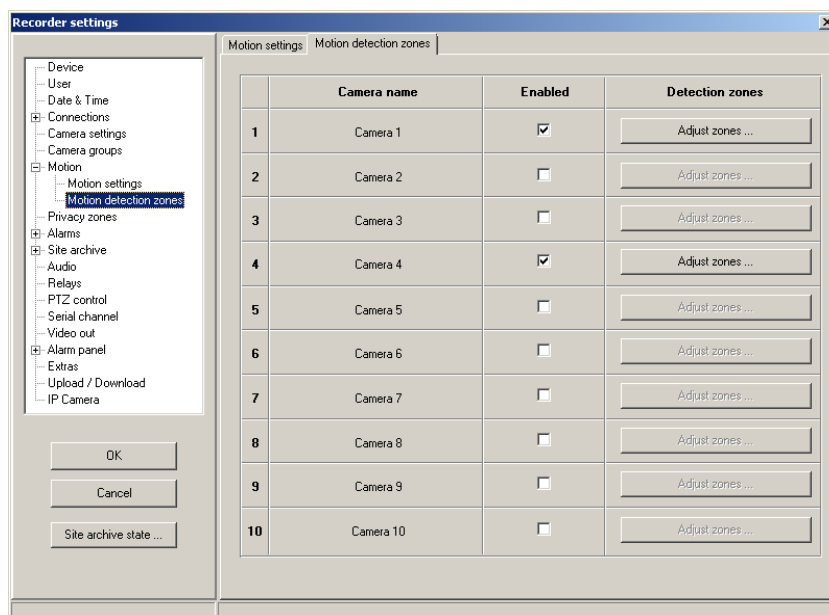 Recorder settings
Device
User
Date & Time
Connections
Camera settings
Camera groups
Motion
Motion settings
Motion detection zones
Privacy zones
Alarms
Site archive
Audio
Relays
PTZ control
Serial channel
Video out
Alarm panel
Extras
Upload / Download
IP Camera
OK
Cancel
Site archive state ...
Motion settings Motion detection zones
Camera name Enabled Detection zones
1 Camera 1 Adjust zones ...
2 Camera 2 Adjust zones ...
3 Camera 3 Adjust zones ...
4 Camera 4 Adjust zones ...
5 Camera 5 Adjust zones ...
6 Camera 6 Adjust zones ...
7 Camera 7 Adjust zones ...
8 Camera 8 Adjust zones ...
9 Camera 9 Adjust zones ...
10 Camera 10 Adjust zones ...